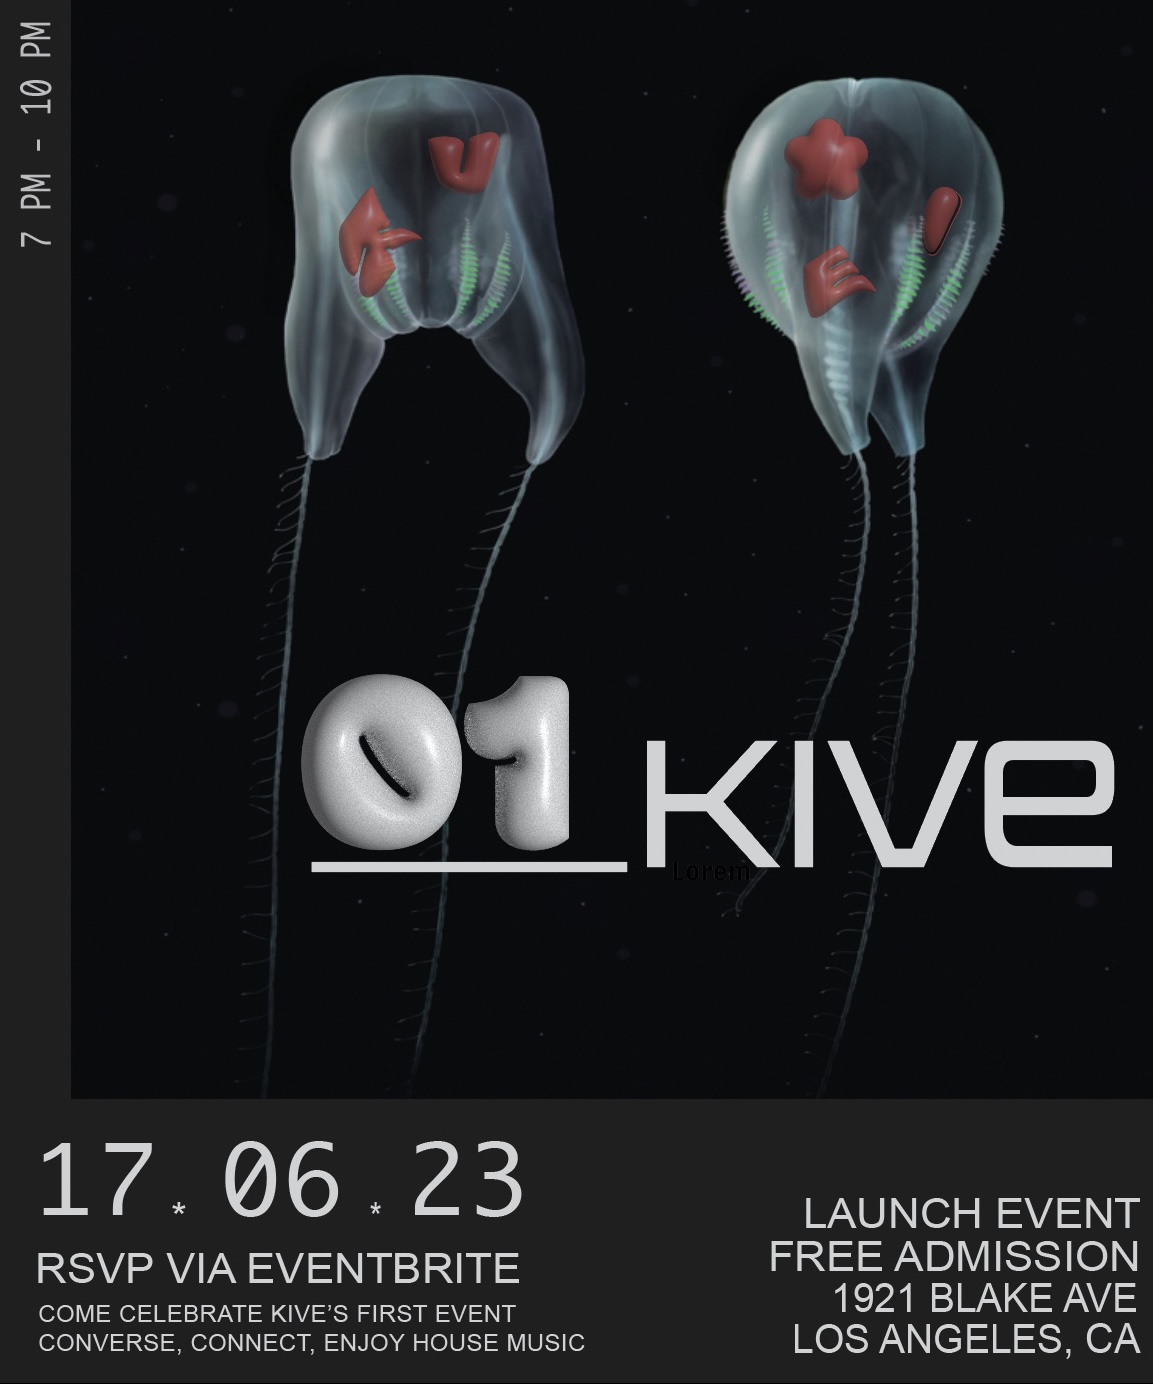 7 PM - 10 PM
01 KIVE
Lorem
17 * 06 * 23
RSVP VIA EVENTBRITE
COME CELEBRATE KIVE’S FIRST EVENT
CONVERSE, CONNECT, ENJOY HOUSE MUSIC
LAUNCH EVENT
FREE ADMISSION
1921 BLAKE AVE
LOS ANGELES, CA